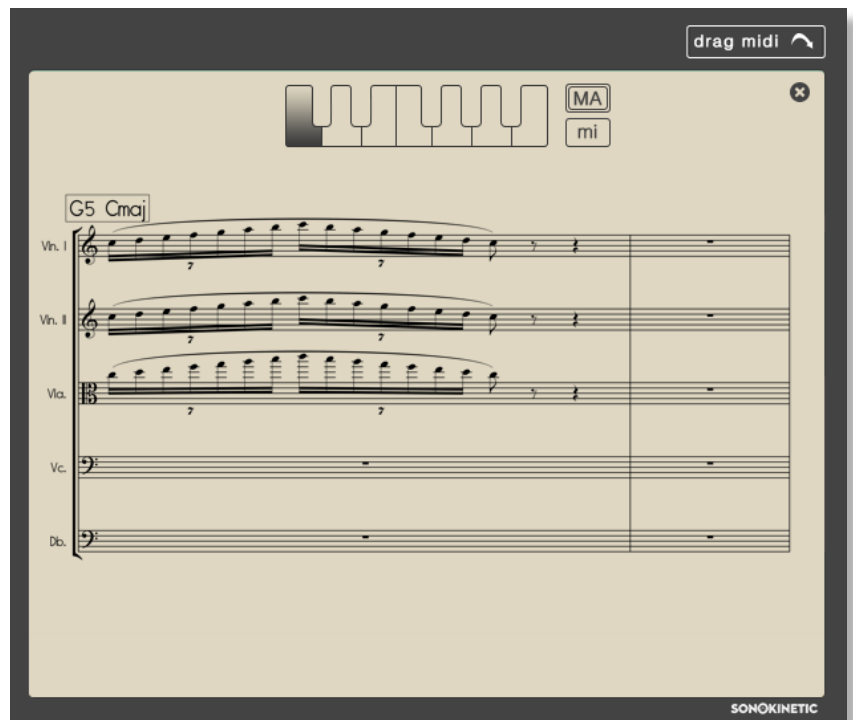 drag midi
MA
mi
G5 Cmaj
Vln. I
7 7
Vln. II
7 7
Vla.
7 7
Vc.
Db.
SONOKINETIC